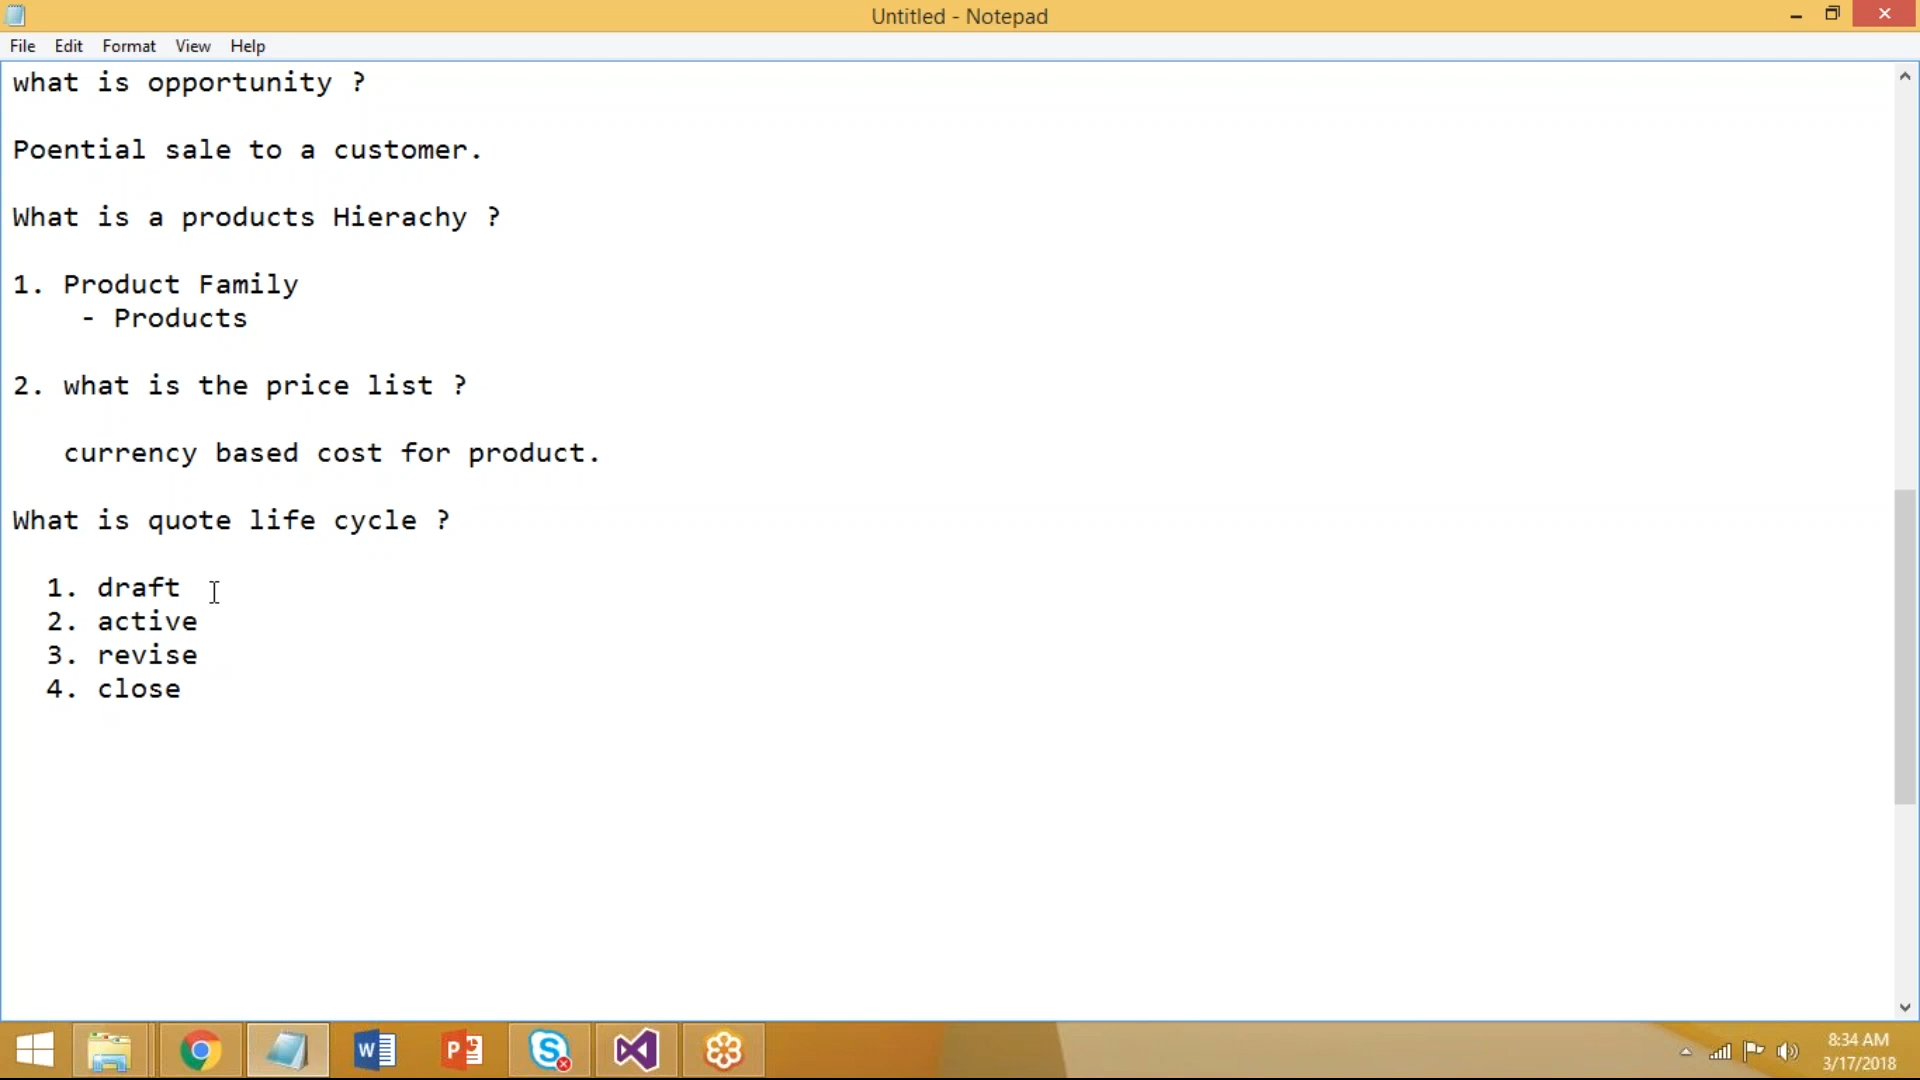 Untitled - Notepad
File Edit Format View Help
what is opportunity ?
Poential sale to a customer.
What is a products Hierachy ?
1. Product Family
- Products
2. what is the price list ?
currency based cost for product.
What is quote life cycle ?
1. draft
2. active
3. revise
4. close
8:34 AM
3/17/2018